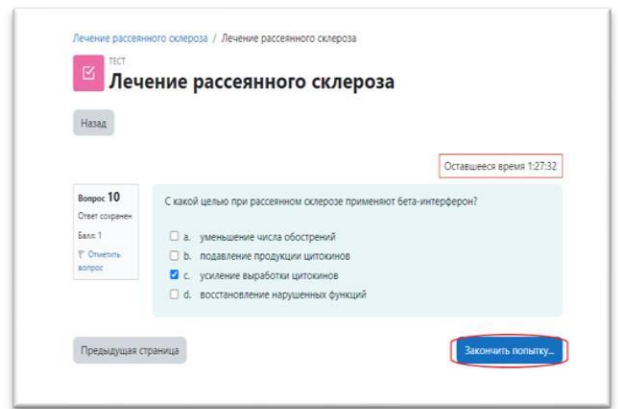 Лечение рассеянного склероза / Лечение рассеянного склероза
ТЕСТ
Лечение рассеянного склероза
Назад
Оставшееся время 1:27:32
Вопрос 10
Ответ сохранен
Балл: 1
Отметить
вопрос
С какой целью при рассеянном склерозе применяют бета-интерферон?
a. уменьшение числа обострений
b. подавление продукции цитокинов
c. усиление выработки цитокинов
d. восстановление нарушенных функций
Предыдущая страница
Закончить попытку...